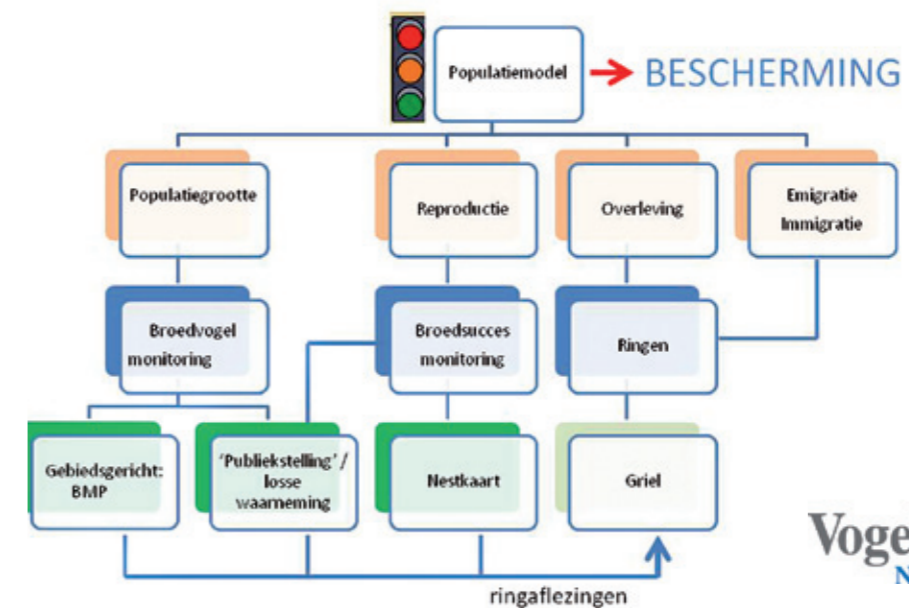 Populatiemodel
BESCHERMING
Populatiegrootte
Reproductie
Overleving
Emigratie
Immigratie
Broedvogel
monitoring
Broedsucces
monitoring
Ringen
Gebiedsgericht:
BMP
'Publiekstelling' /
losse
waarneming
Nestkaart
Griel
ringaflezingen